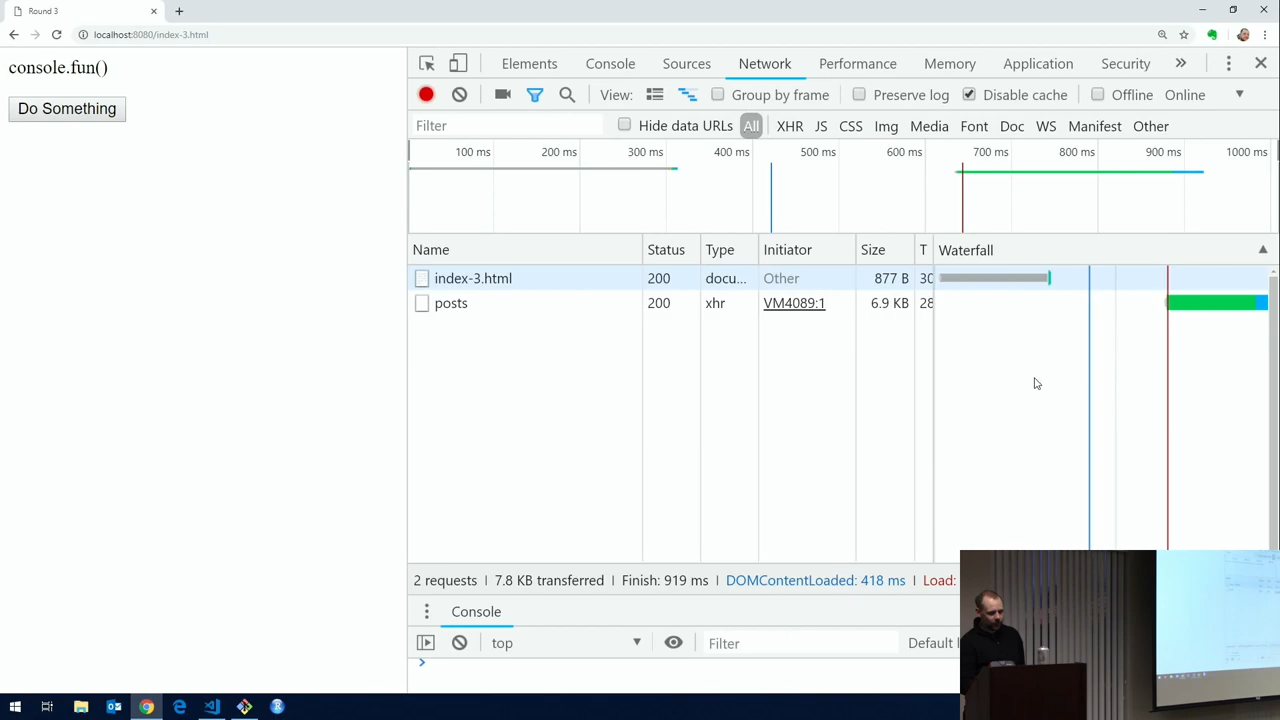 Round 3
localhost:8080/index-3.html
console.fun()
Do Something
Elements Console Sources Network Performance Memory Application Security
View: Group by frame Preserve log Disable cache Offline Online
Filter Hide data URLs All XHR JS CSS Img Media Font Doc WS Manifest Other
100 ms 200 ms 300 ms 400 ms 500 ms 600 ms 700 ms 800 ms 900 ms 1000 ms
Name Status Type Initiator Size T Waterfall
index-3.html 200 docu... Other 877 B 30
posts 200 xhr VM4089:1 6.9 KB 28
2 requests 7.8 KB transferred Finish: 919 ms DOMContentLoaded: 418 ms Load:
Console
top Filter Default l